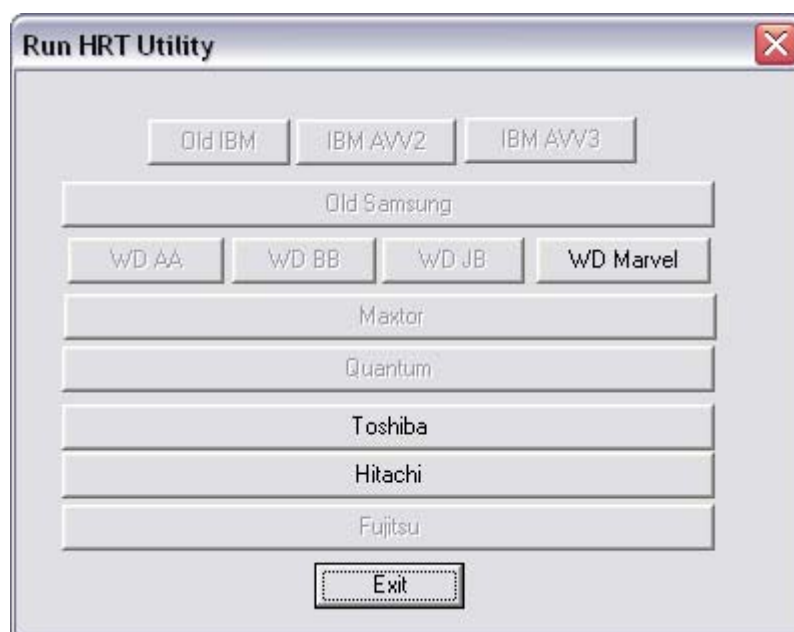 Run HRT Utility
Old IBM IBM AVV2 IBM AVV3
Old Samsung
WD AA WD BB WD JB WD Marvel
Maxtor
Quantum
Toshiba
Hitachi
Fujitsu
Exit